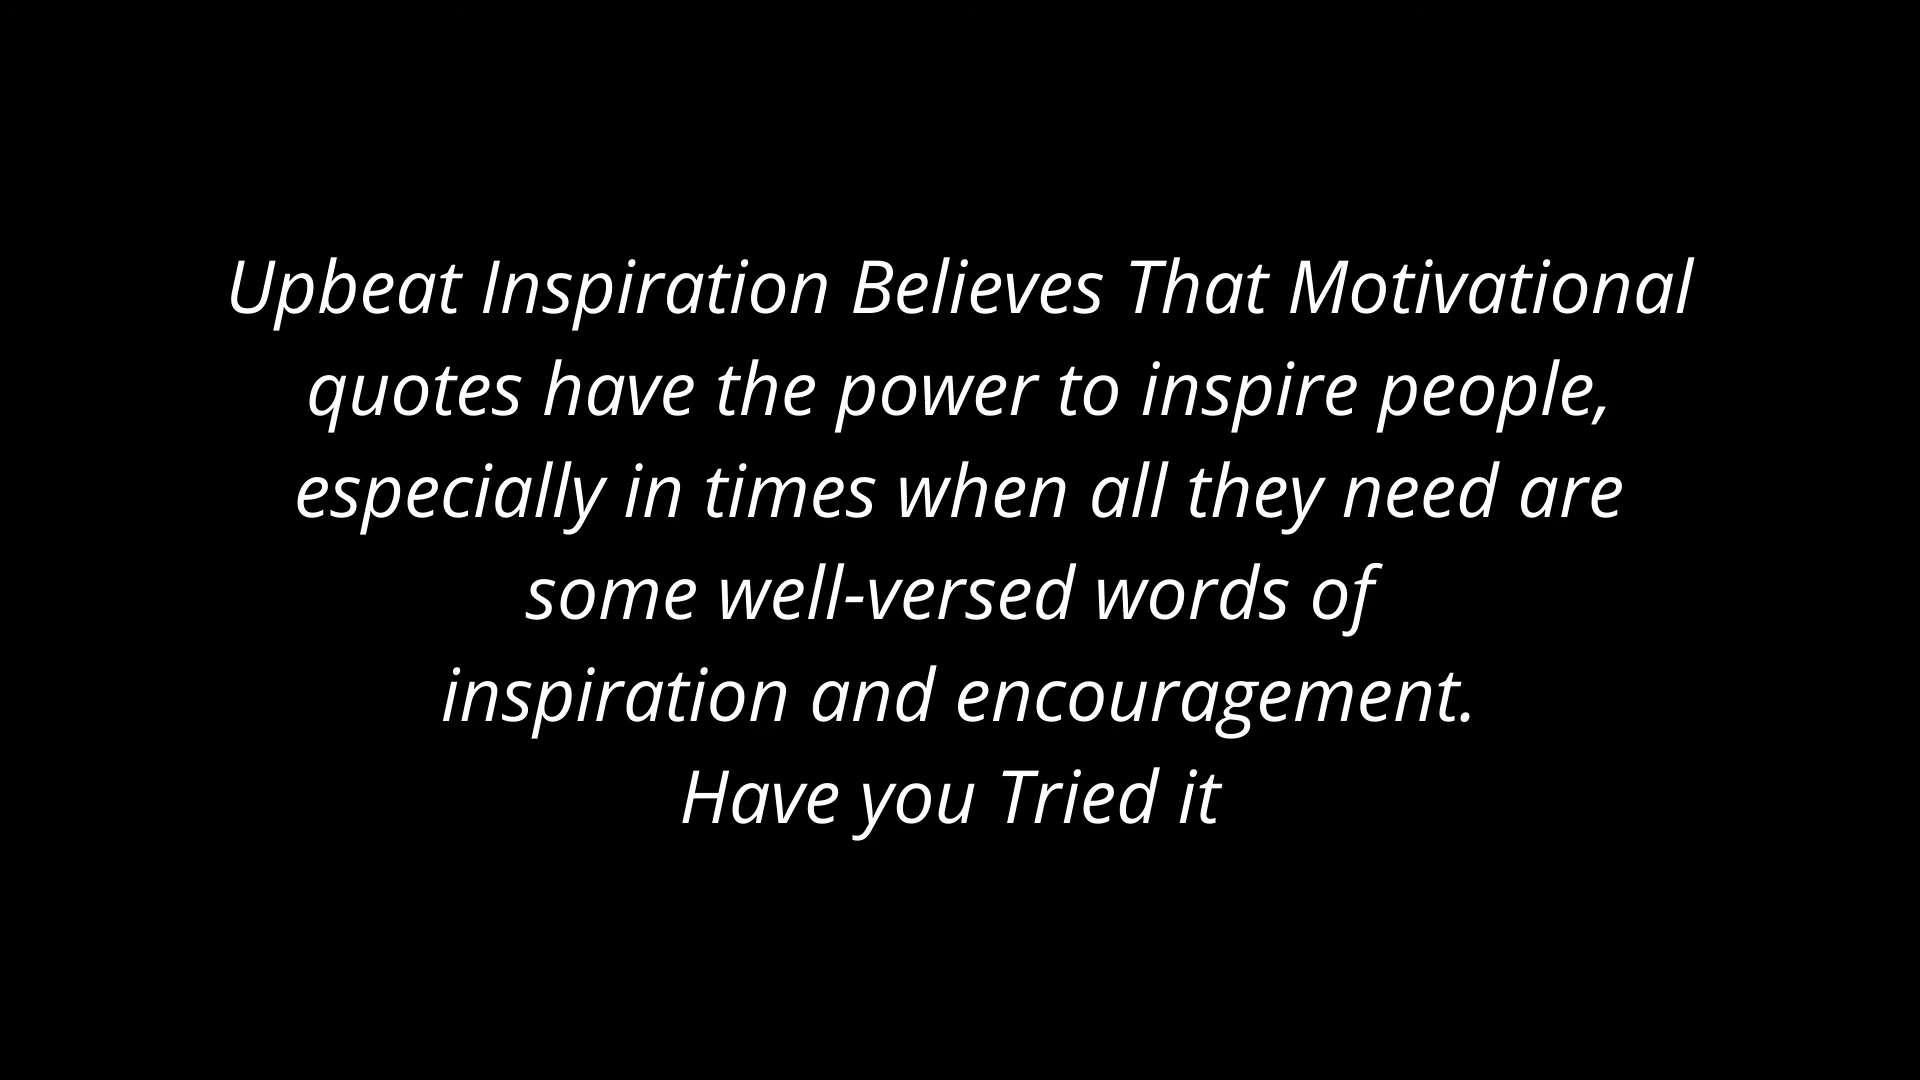 Upbeat Inspiration Believes That Motivational
quotes have the power to inspire people,
especially in times when all they need are
some well-versed words of
inspiration and encouragement.
Have you Tried it